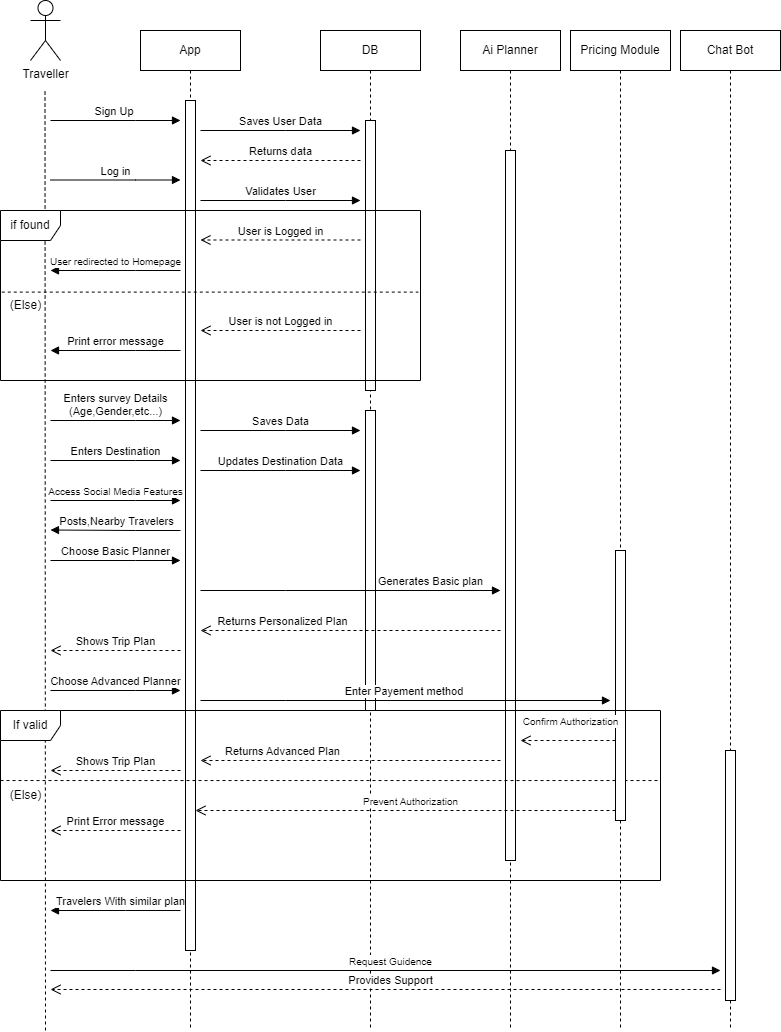 Traveller
App
DB
Ai Planner
Pricing Module
Chat Bot
Sign Up
Saves User Data
Returns data
Log in
Validates User
if found
User is Logged in
User redirected to Homepage
(Else)
User is not Logged in
Print error message
Enters survey Details
(Age,Gender,etc...)
Saves Data
Enters Destination
Updates Destination Data
Access Social Media Features
Posts,Nearby Travelers
Choose Basic Planner
Generates Basic plan
Returns Personalized Plan
Shows Trip Plan
Choose Advanced Planner
Enter Payement method
If valid
Confirm Authorization
Returns Advanced Plan
Shows Trip Plan
(Else)
Prevent Authorization
Print Error message
Travelers With similar plan
Request Guidence
Provides Support